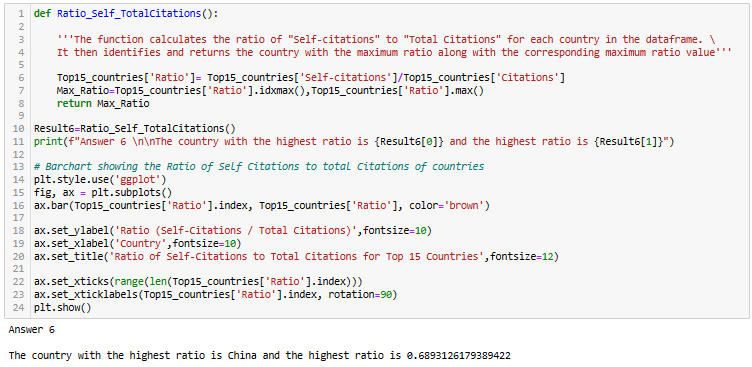 1 def Ratio_Self_TotalCitations():
2
3 '''The function calculates the ratio of "Self-citations" to "Total Citations" for each country in the dataframe. \
4 It then identifies and returns the country with the maximum ratio along with the corresponding maximum ratio value'''
5
6 Top15_countries['Ratio']= Top15_countries['Self-citations']/Top15_countries['Citations']
7 Max_Ratio=Top15_countries['Ratio'].idxmax(),Top15_countries['Ratio'].max()
8 return Max_Ratio
9
10 Result6=Ratio_Self_TotalCitations()
11 print(f"Answer 6 \n\nThe country with the highest ratio is {Result6[0]} and the highest ratio is {Result6[1]}")
12
13 # Barchart showing the Ratio of Self Citations to total Citations of countries
14 plt.style.use('ggplot')
15 fig, ax = plt.subplots()
16 ax.bar(Top15_countries['Ratio'].index, Top15_countries['Ratio'], color='brown')
17
18 ax.set_ylabel('Ratio (Self-Citations / Total Citations)',fontsize=10)
19 ax.set_xlabel('Country',fontsize=10)
20 ax.set_title('Ratio of Self-Citations to Total Citations for Top 15 Countries',fontsize=12)
21
22 ax.set_xticks(range(len(Top15_countries['Ratio'].index)))
23 ax.set_xticklabels(Top15_countries['Ratio'].index, rotation=90)
24 plt.show()
Answer 6
The country with the highest ratio is China and the highest ratio is 0.6893126179389422